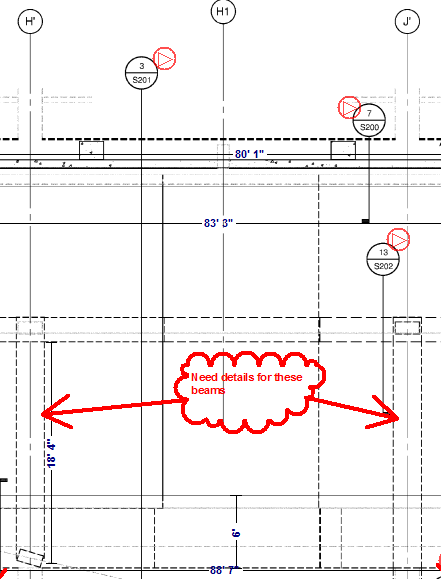 H'
H1
J'
3
S201
7
S200
80' 1"
83' 3"
13
S202
Need details for these
beams
18' 4"
6'
88' 7"